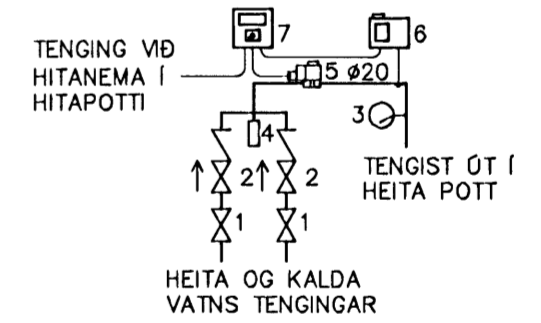 7
6
TENGING VIÐ
HITANEMA Í
HITAPOTTI
5 ø20
3
4
2
2
TENGIST ÚT Í
HEITA POTT
1
1
HEITA OG KALDA
VATNS TENGINGAR